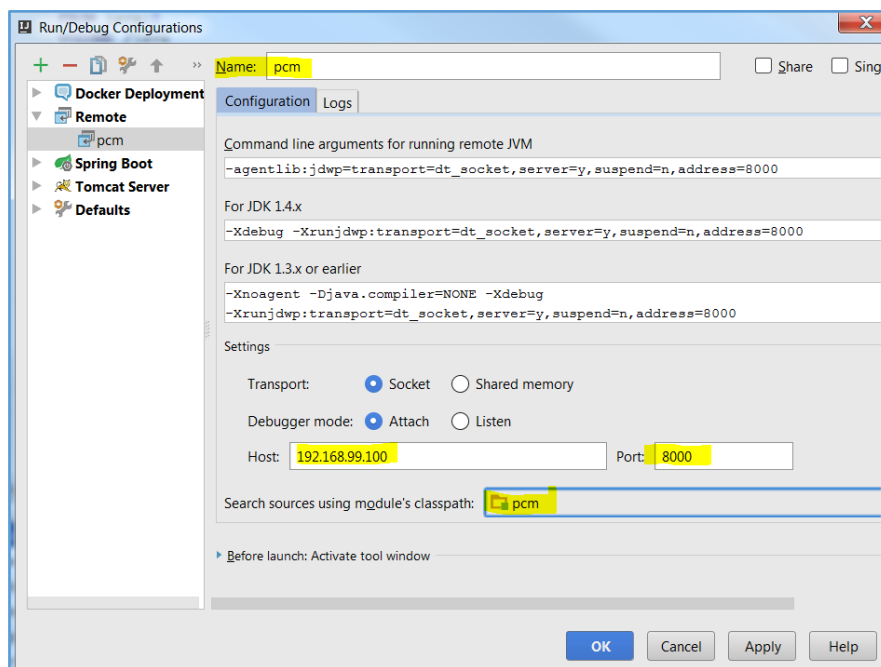 Run/Debug Configurations
Name: pcm
Share
Sing
Docker Deployment
Remote
pcm
Spring Boot
Tomcat Server
Defaults
Configuration
Logs
Command line arguments for running remote JVM
-agentlib:jdwp=transport=dt_socket,server=y,suspend=n,address=8000
For JDK 1.4.x
-Xdebug -Xrunjdwp:transport=dt_socket,server=y,suspend=n,address=8000
For JDK 1.3.x or earlier
-Xnoagent -Djava.compiler=NONE -Xdebug
-Xrunjdwp:transport=dt_socket,server=y,suspend=n,address=8000
Settings
Transport: Socket Shared memory
Debugger mode: Attach Listen
Host: 192.168.99.100 Port: 8000
Search sources using module's classpath: pcm
Before launch: Activate tool window
OK Cancel Apply Help